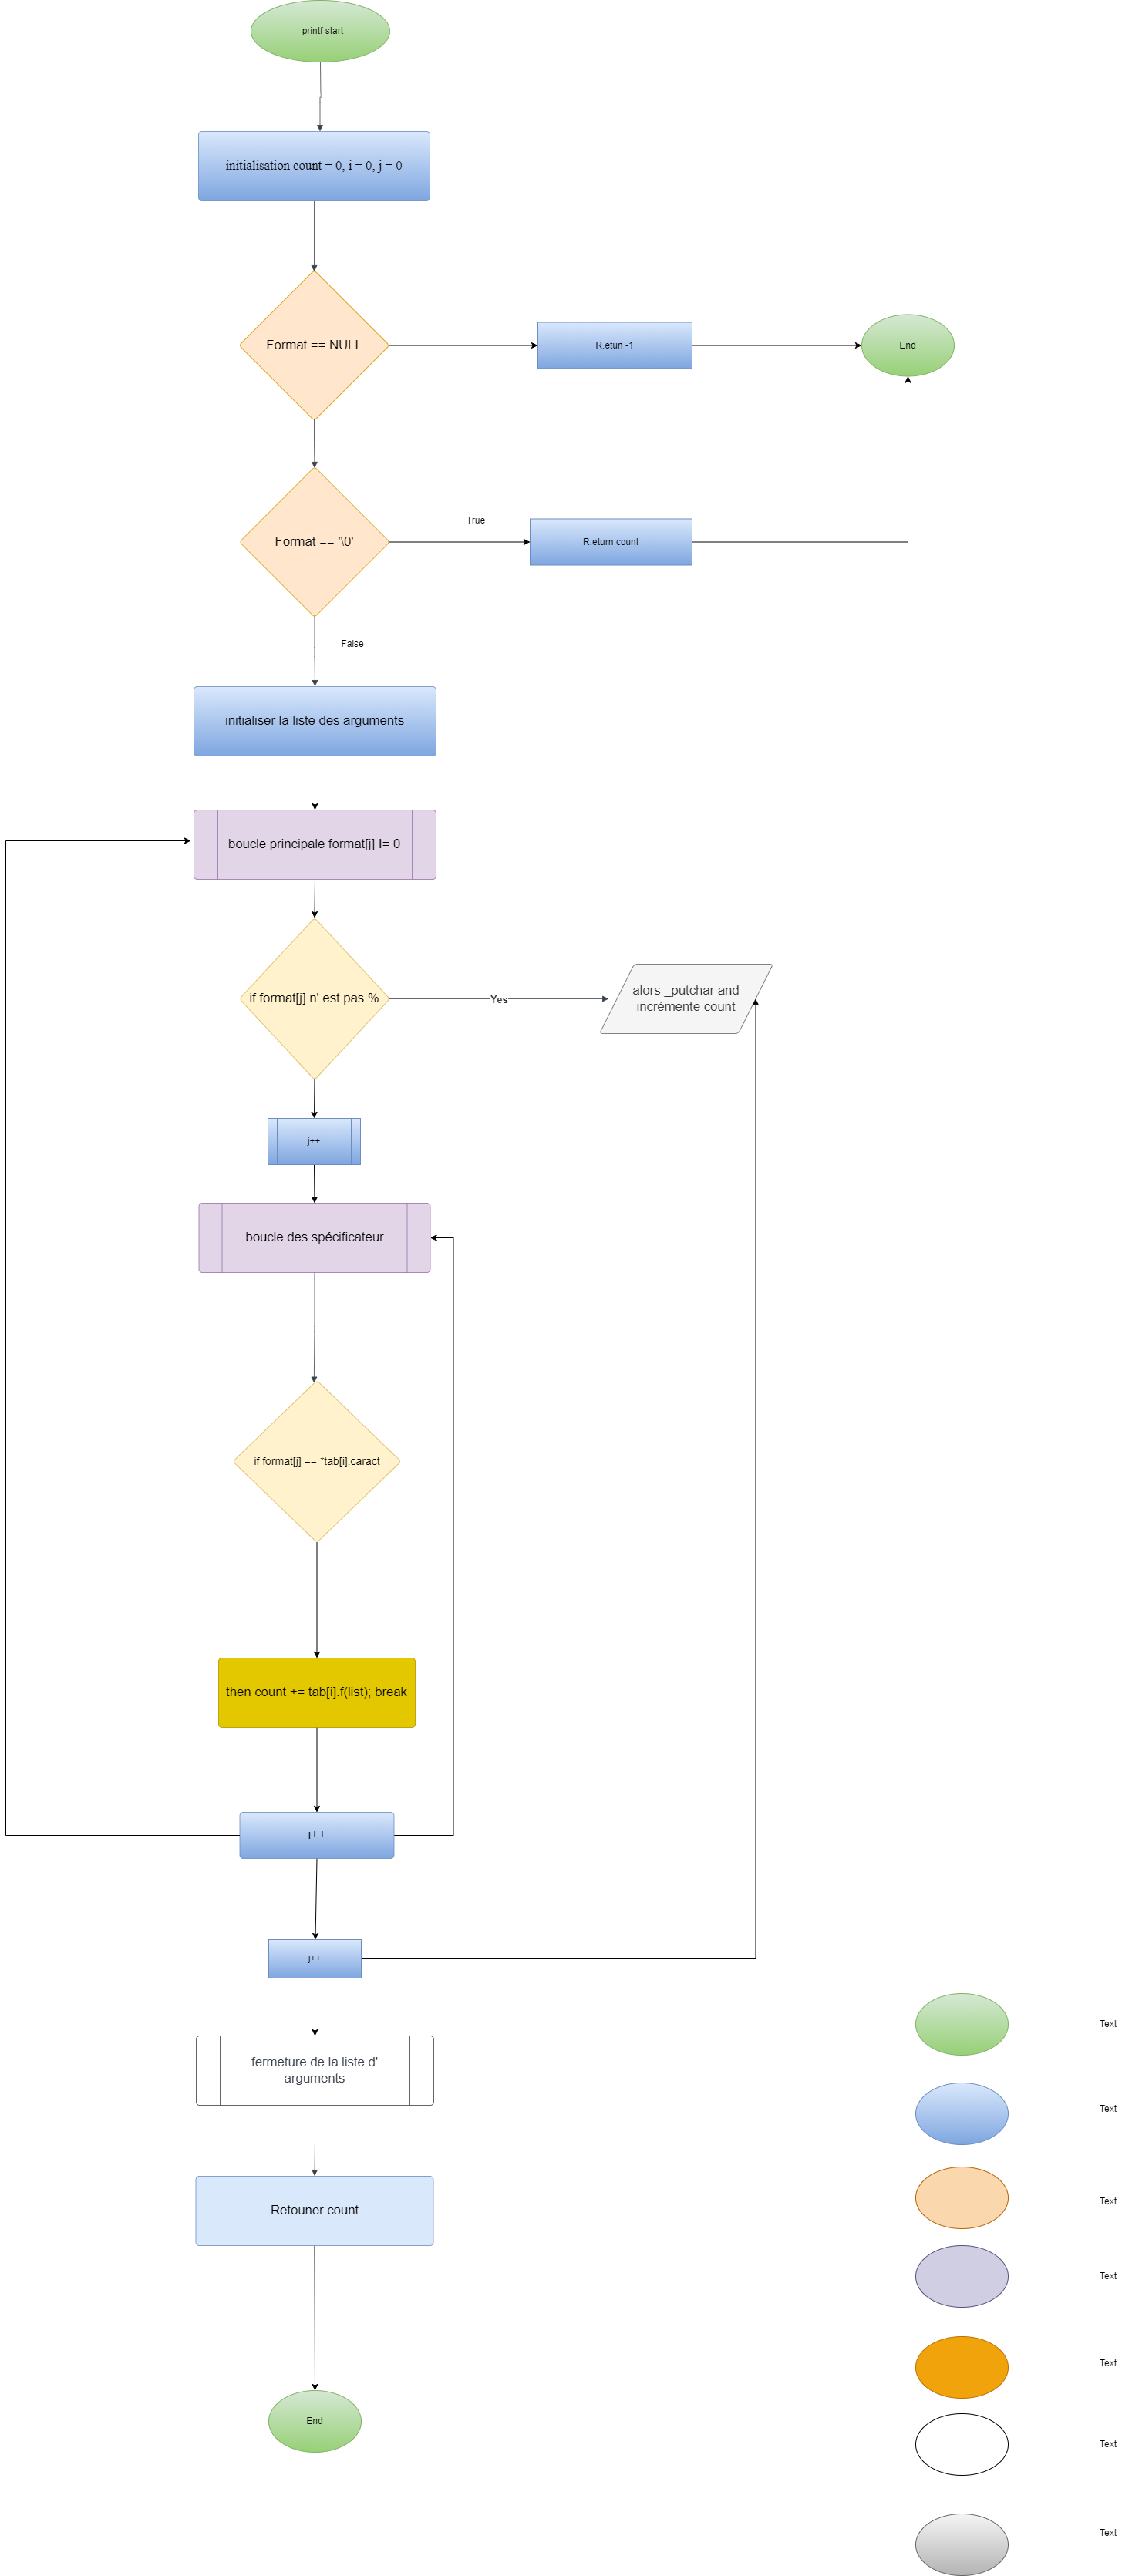 _printf start
initialisation count = 0, i = 0, j = 0
Format == NULL
R.etun -1
End
Format == '\0'
True
R.eturn count
False
initialiser la liste des arguments
boucle principale format[j] != 0
if format[j] n' est pas %
Yes
alors _putchar and
incrémente count
j++
boucle des spécificateur
if format[j] == *tab[i].caract
then count += tab[i].f(list); break
i++
j++
fermeture de la liste d'
arguments
Retouner count
End
Text
Text
Text
Text
Text
Text
Text